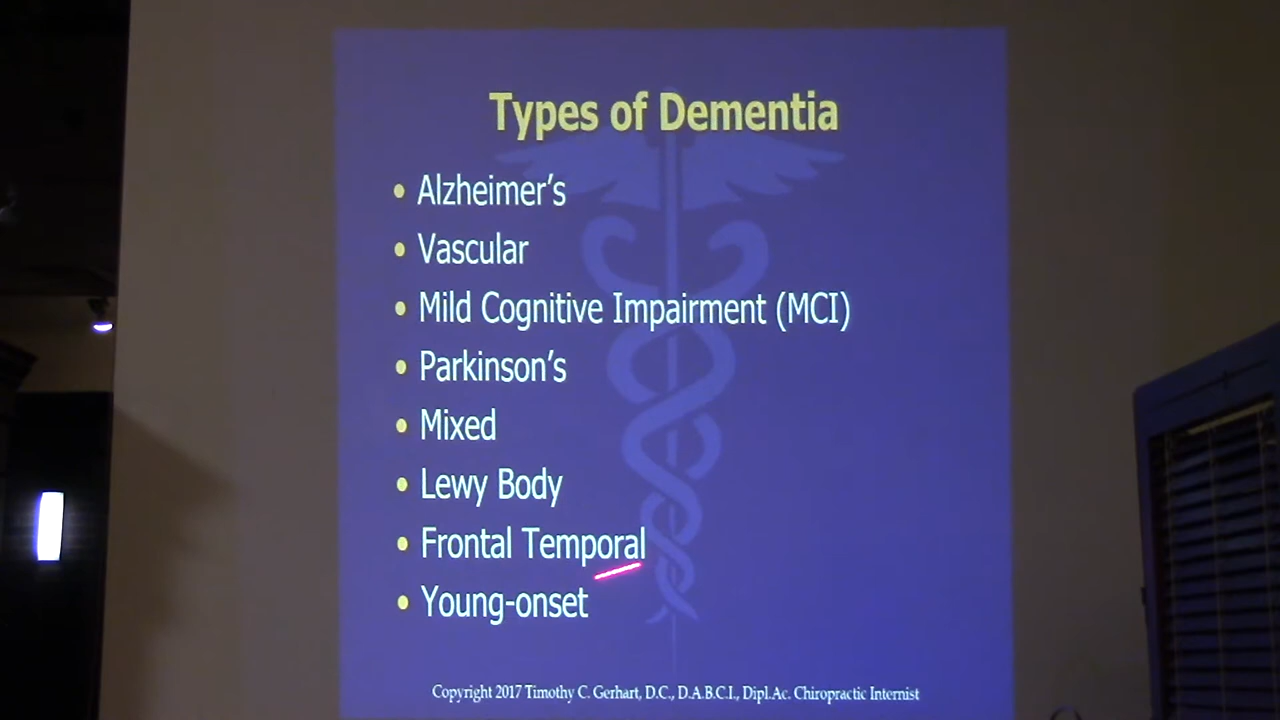 Types of Dementia
• Alzheimer's
• Vascular
• Mild Cognitive Impairment (MCI)
• Parkinson's
• Mixed
• Lewy Body
• Frontal Temporal
• Young-onset
Copyright 2017 Timothy C. Gerhart, D.C., D.A.B.C.I., Dipl.Ac. Chiropractic Internist